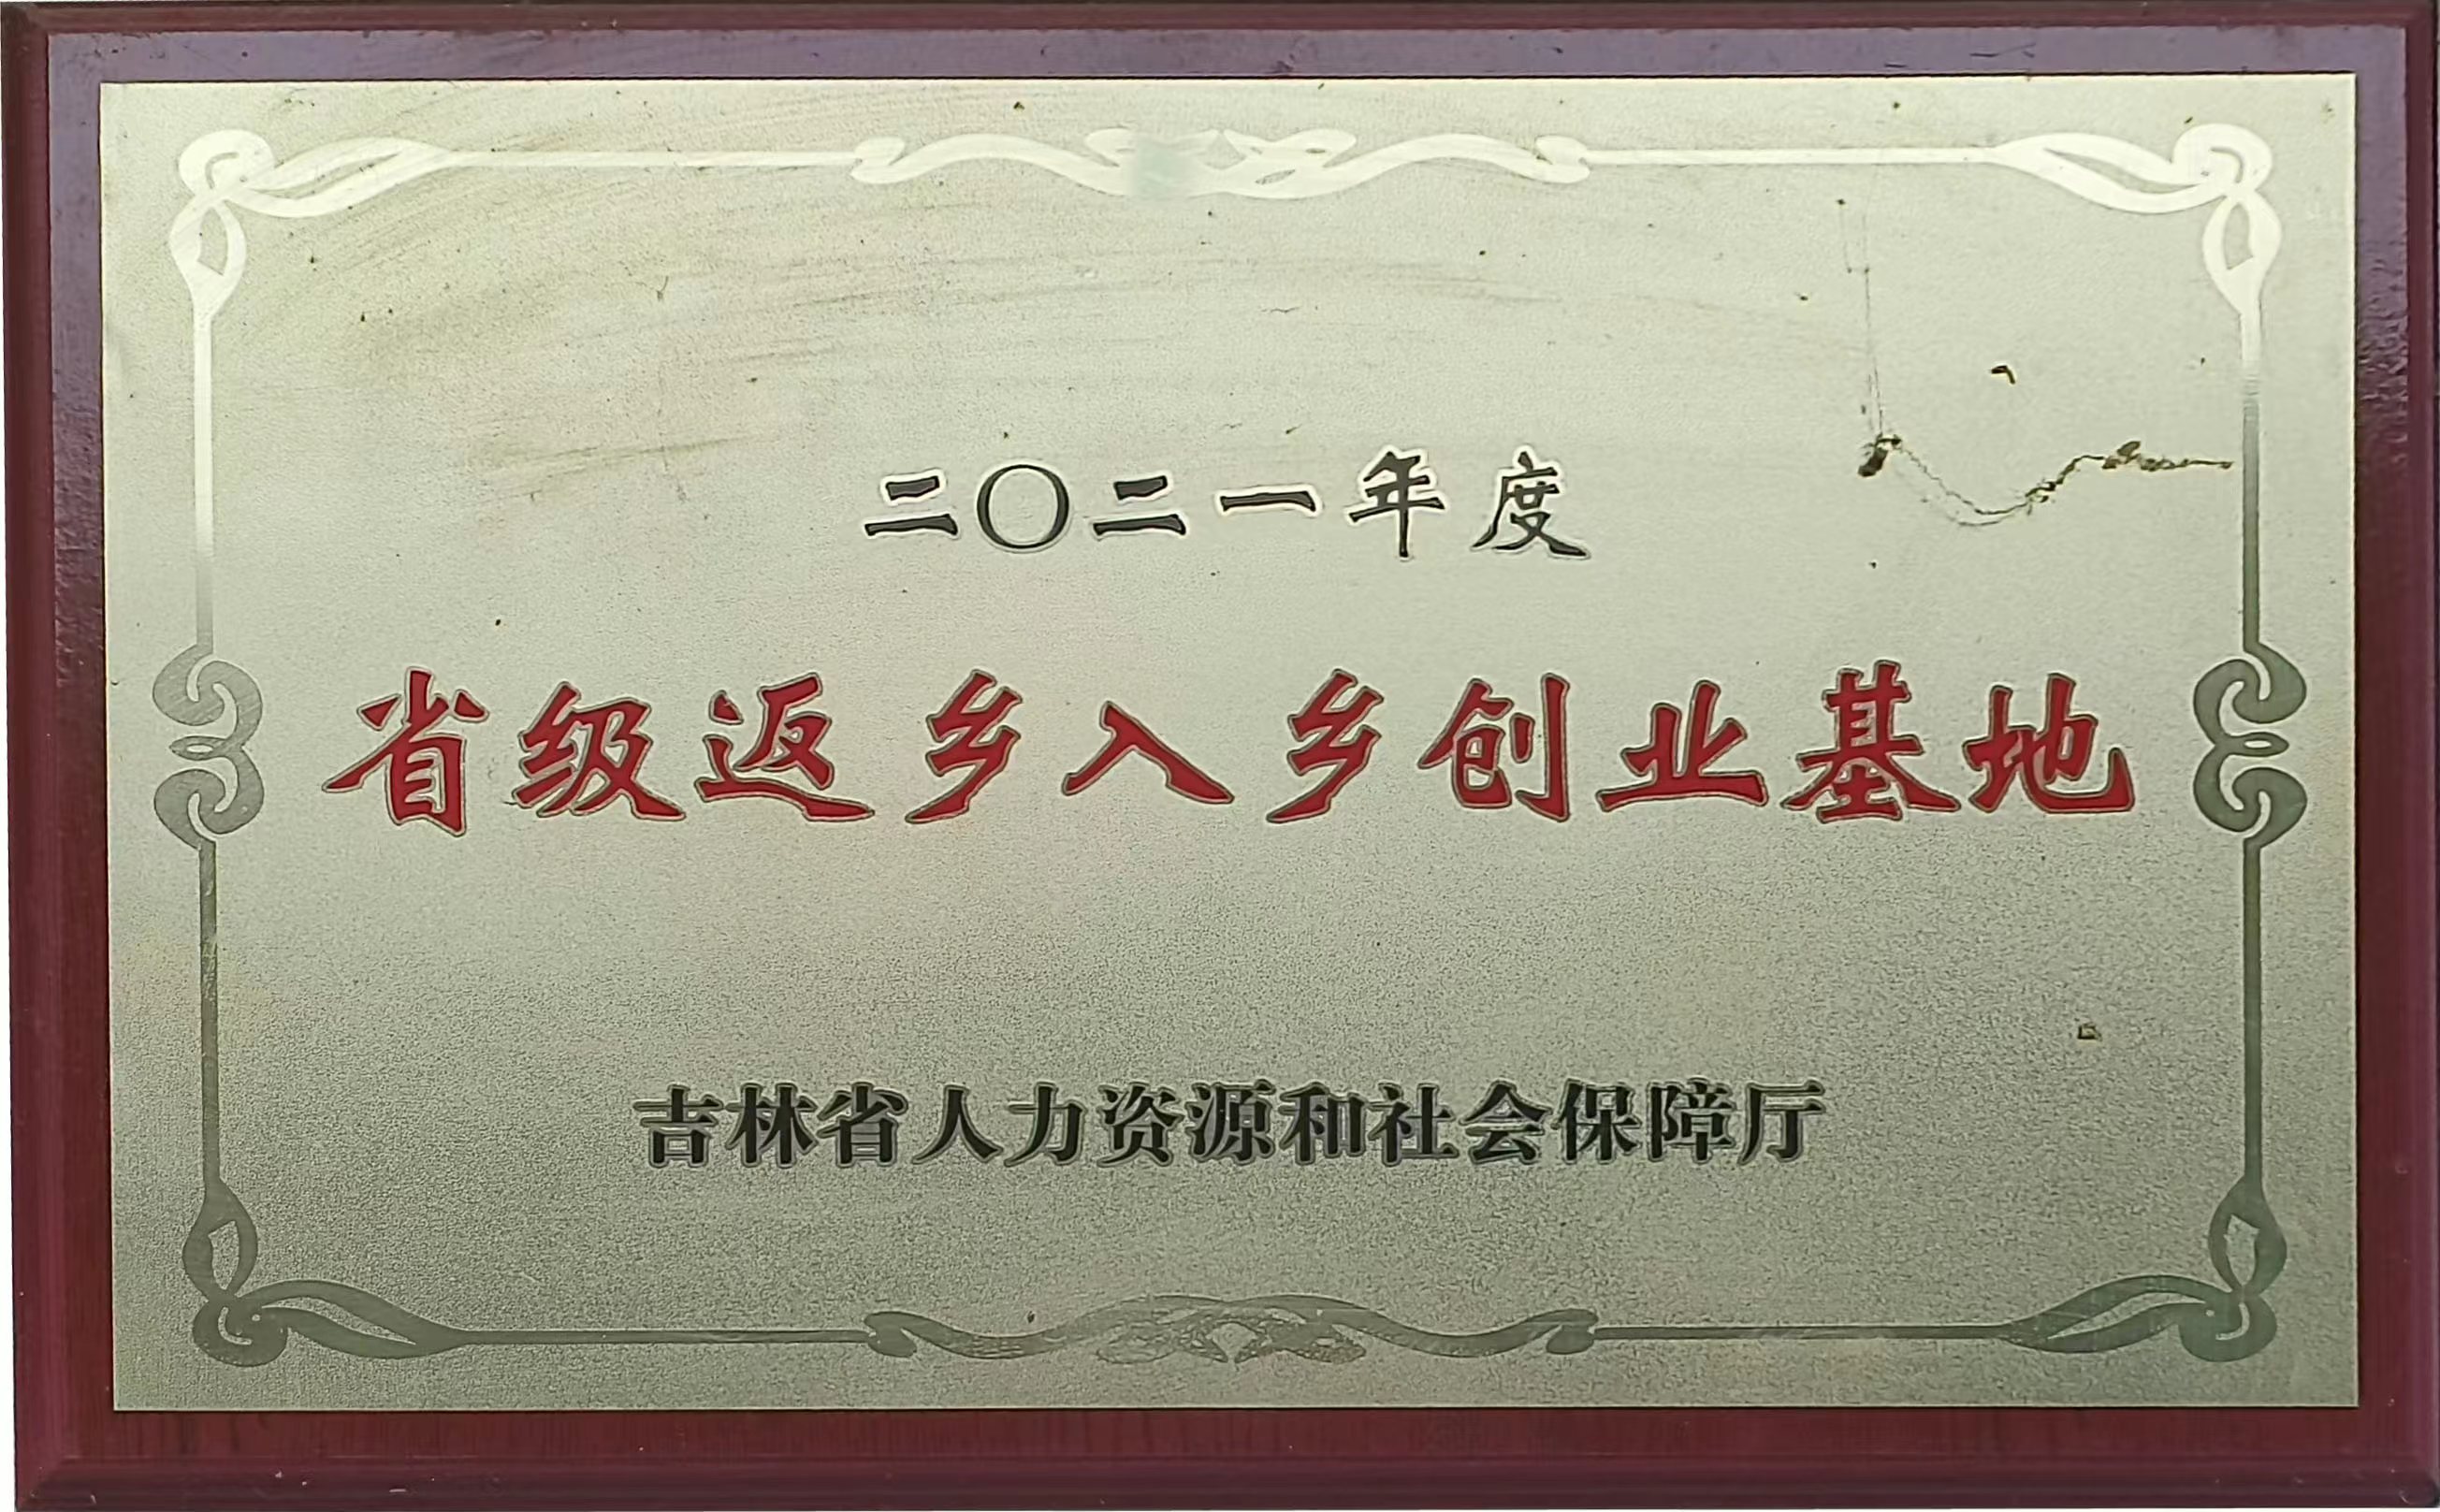 二〇二一年度
省级返乡入乡创业基地
吉林省人力资源和社会保障厅